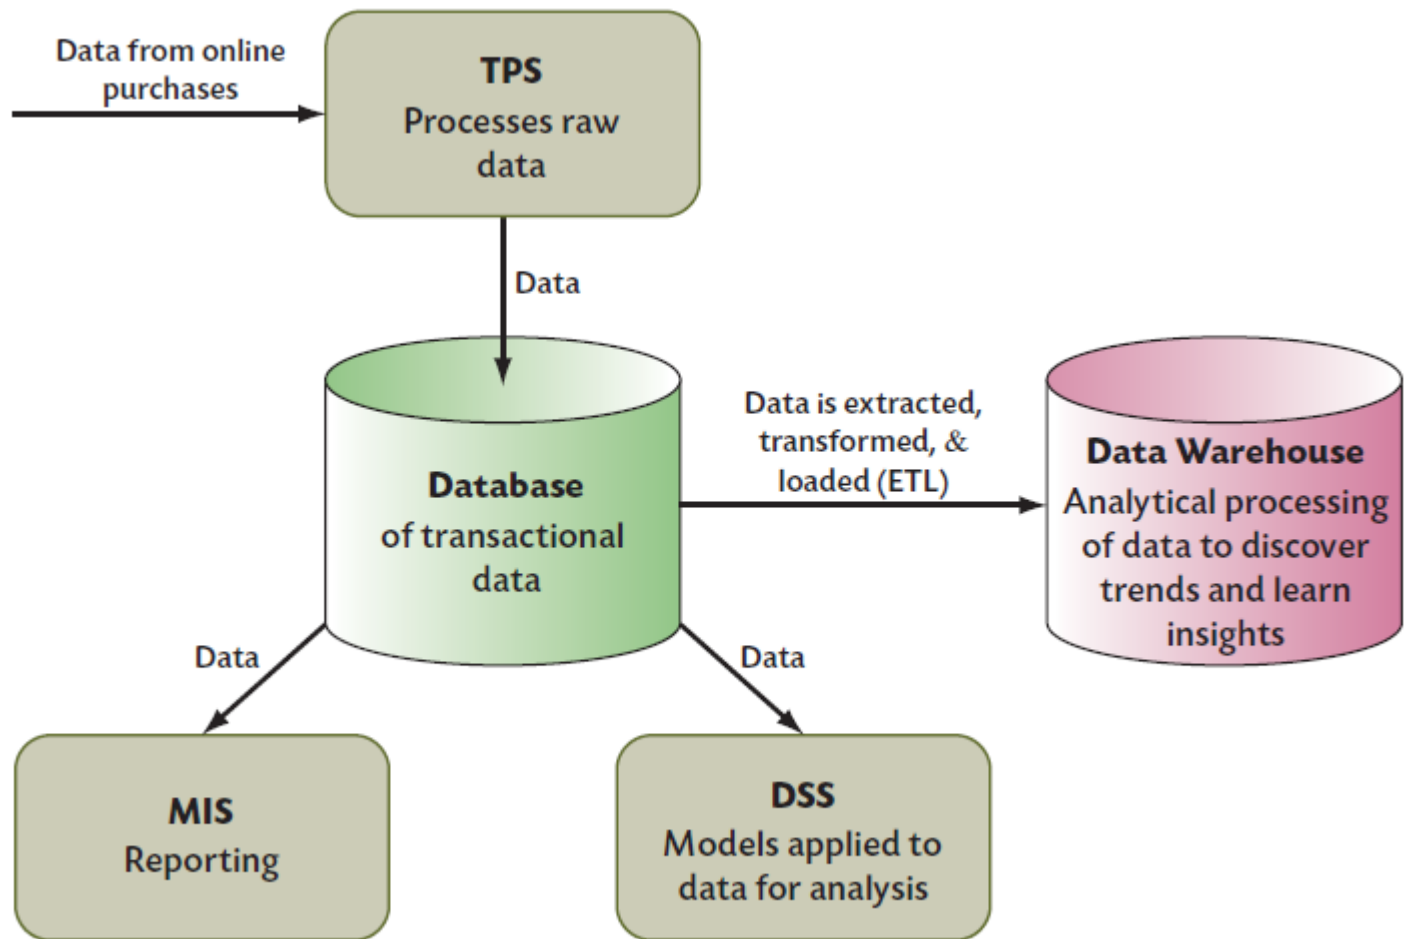 Data from online
purchases
TPS
Processes raw
data
Data
Database
of transactional
data
Data is extracted,
transformed, &
loaded (ETL)
Data Warehouse
Analytical processing
of data to discover
trends and learn
insights
Data
Data
MIS
Reporting
DSS
Models applied to
data for analysis